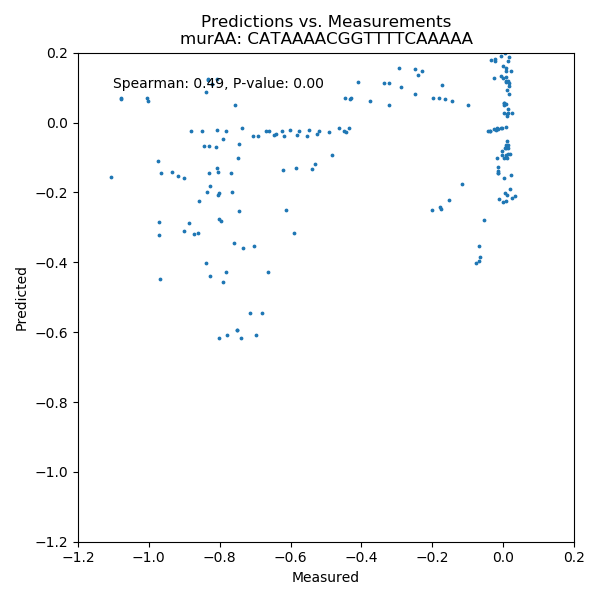 Predictions vs. Measurements
murAA: CATAAAACGGTTTTCAAAAA
Spearman: 0.49, P-value: 0.00
0.2
0.0
−0.2
−0.4
−0.6
−0.8
−1.0
−1.2
Predicted
−1.2 −1.0 −0.8 −0.6 −0.4 −0.2 0.0 0.2
Measured